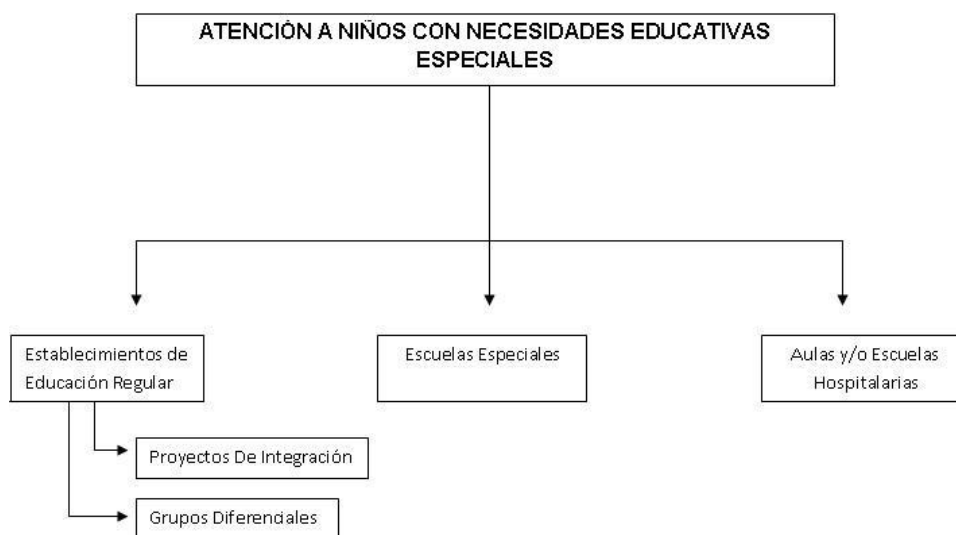 ATENCIÓN A NIÑOS CON NECESIDADES EDUCATIVAS
ESPECIALES
Establecimientos de
Educación Regular
Escuelas Especiales
Aulas y/o Escuelas
Hospitalarias
Proyectos De Integración
Grupos Diferenciales